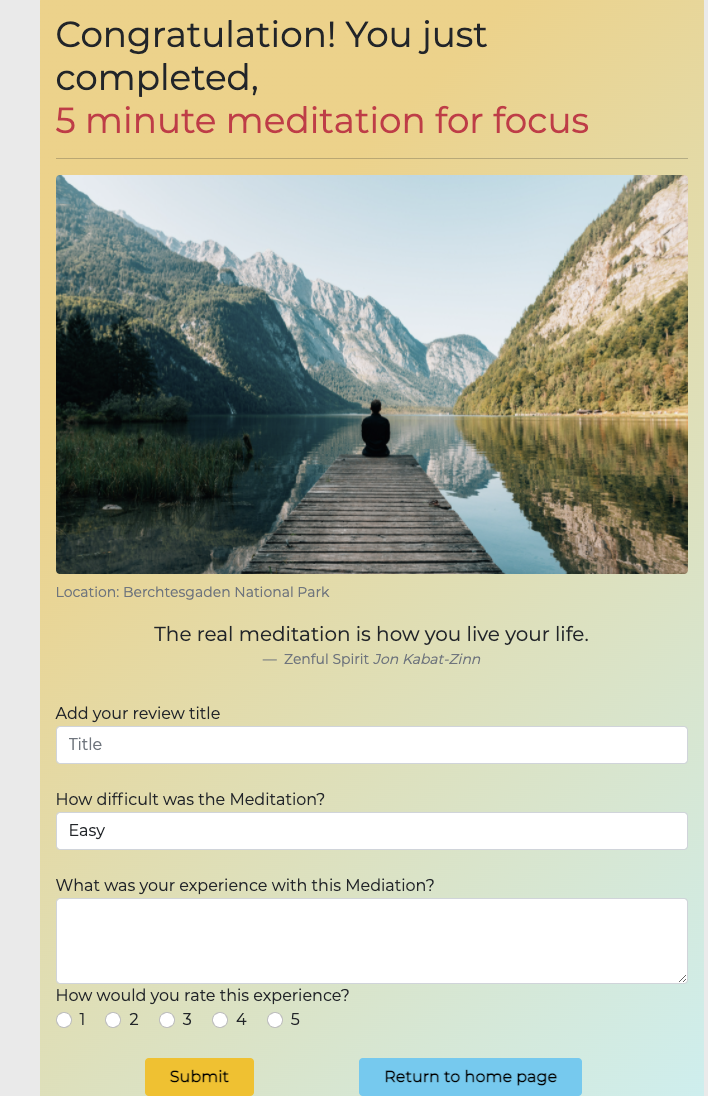 Congratulation! You just
completed,
5 minute meditation for focus
Location: Berchtesgaden National Park
The real meditation is how you live your life.
— Zenful Spirit Jon Kabat-Zinn
Add your review title
Title
How difficult was the Meditation?
Easy
What was your experience with this Mediation?
How would you rate this experience?
1 2 3 4 5
Submit Return to home page